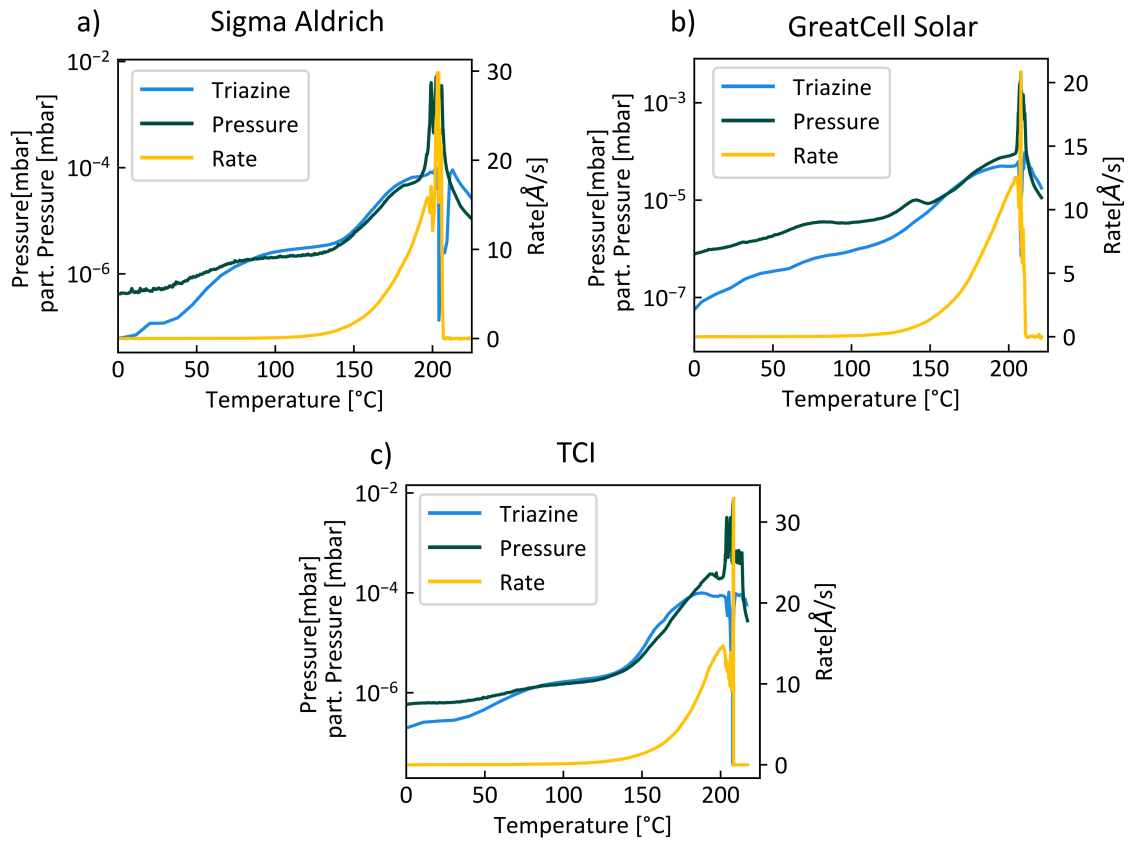 a)
Sigma Aldrich
Pressure[mbar]
part. Pressure [mbar]
10⁻²
10⁻⁴
10⁻⁶
Triazine
Pressure
Rate
30
20
10
0
Rate[Å/s]
0 50 100 150 200
Temperature [°C]
b)
GreatCell Solar
Pressure[mbar]
part. Pressure [mbar]
10⁻³
10⁻⁵
10⁻⁷
Triazine
Pressure
Rate
20
15
10
5
0
Rate[Å/s]
0 50 100 150 200
Temperature [°C]
c)
TCI
Pressure[mbar]
part. Pressure [mbar]
10⁻²
10⁻⁴
10⁻⁶
Triazine
Pressure
Rate
30
20
10
0
Rate[Å/s]
0 50 100 150 200
Temperature [°C]